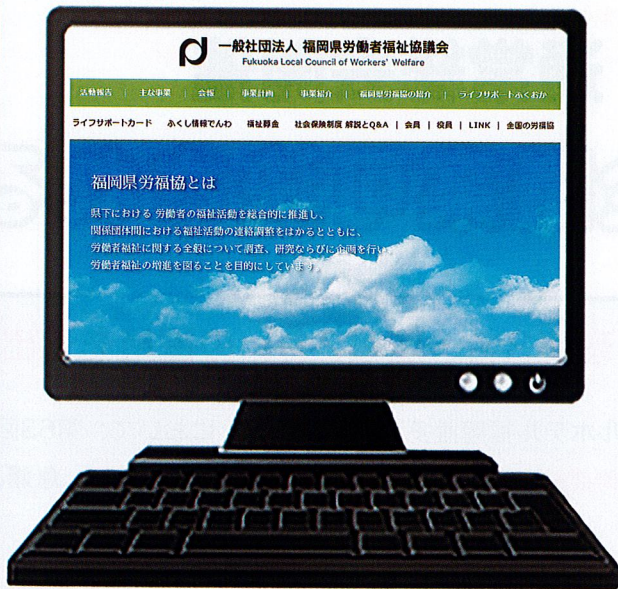 一般社団法人 福岡県労働者福祉協議会
Fukuoka Local Council of Workers' Welfare
活動報告 | 主な事業 | 会報 | 事業計画 | 事業紹介 | 福岡県労福協の紹介 | ライフサポートふくおか
ライフサポートカード ふくし情報でんわ 福祉募金 社会保険制度 解説とQ&A | 会員 | 役員 | LINK | 全国の労福協
福岡県労福協とは
県下における 労働者の福祉活動を総合的に推進し、
関係団体間における福祉活動の連絡調整をはかるとともに、
労働者福祉に関する全般について調査、研究ならびに企画を行い、
労働者福祉の増進を図ることを目的にしています。